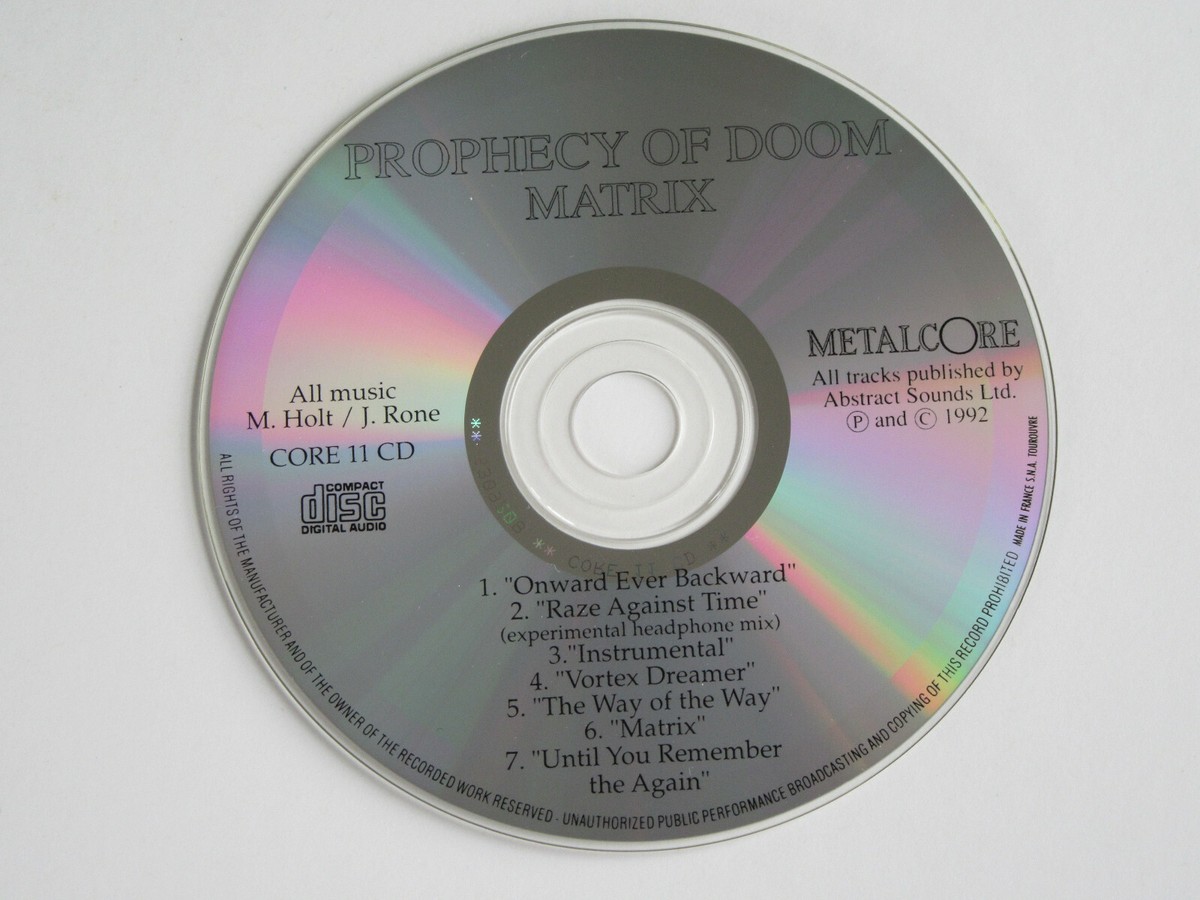 PROPHECY OF DOOM
MATRIX
METALCORE
All tracks published by
Abstract Sounds Ltd.
Ⓟ and Ⓒ 1992
All music
M. Holt / J. Rone
CORE 11 CD
COMPACT
disc
DIGITAL AUDIO
** CORE 11 CD **
1. "Onward Ever Backward"
2. "Raze Against Time"
(experimental headphone mix)
3."Instrumental"
4. "Vortex Dreamer"
5. "The Way of the Way"
6. "Matrix"
7. "Until You Remember
the Again"
ALL RIGHTS OF THE MANUFACTURER AND OF THE OWNER OF THE RECORDED WORK RESERVED - UNAUTHORIZED PUBLIC PERFORMANCE BROADCASTING AND COPYING OF THIS RECORD PROHIBITED MADE IN FRANCE S.N.A. TOUROUVRE